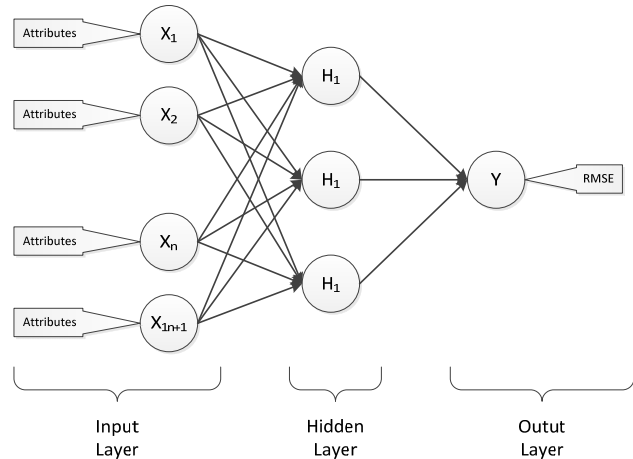 Attributes
X1
Attributes
X2
Attributes
Xn
Attributes
X1n+1
H1
H1
H1
Y
RMSE
Input
Layer
Hidden
Layer
Outut
Layer